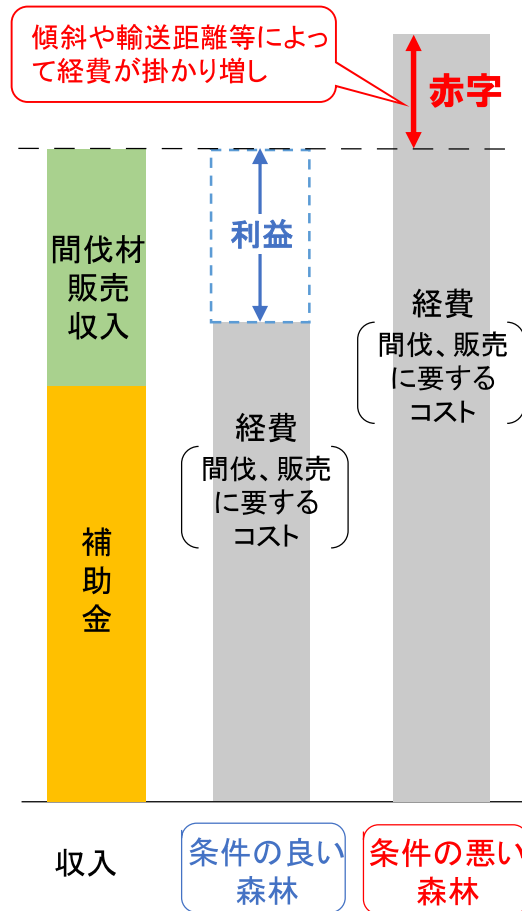 傾斜や輸送距離等によっ
て経費が掛かり増し
赤字
間伐材
販売
収入
利益
経費
間伐、販売
に要する
コスト
経費
間伐、販売
に要する
コスト
補
助
金
収入
条件の良い
森林
条件の悪い
森林